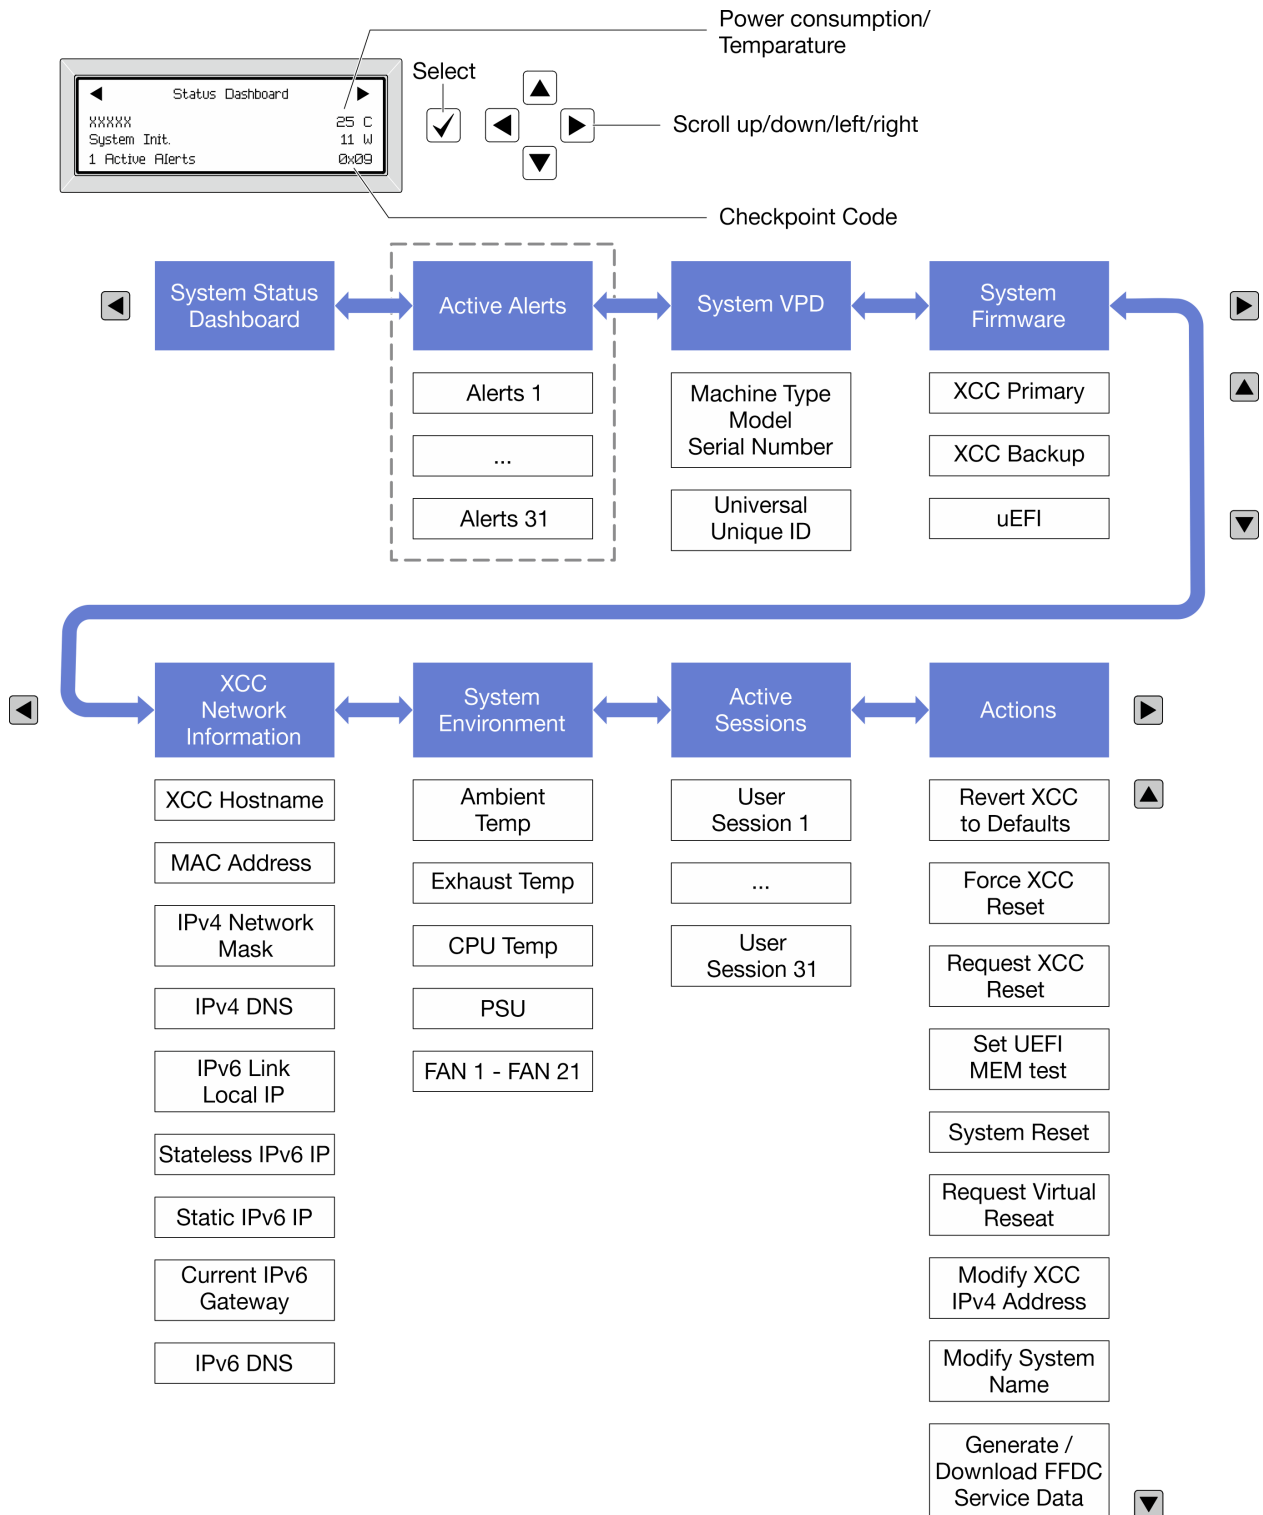 Power consumption/
Temparature
Select
Status Dashboard
XXXXX
25 C
System Init.
11 W
1 Active Alerts
0x09
Scroll up/down/left/right
Checkpoint Code
System Status
Dashboard
Active Alerts
System VPD
System
Firmware
Alerts 1
...
Alerts 31
Machine Type
Model
Serial Number
Universal
Unique ID
XCC Primary
XCC Backup
uEFI
XCC
Network
Information
System
Environment
Active
Sessions
Actions
XCC Hostname
MAC Address
IPv4 Network
Mask
IPv4 DNS
IPv6 Link
Local IP
Stateless IPv6 IP
Static IPv6 IP
Current IPv6
Gateway
IPv6 DNS
Ambient
Temp
Exhaust Temp
CPU Temp
PSU
FAN 1 - FAN 21
User
Session 1
...
User
Session 31
Revert XCC
to Defaults
Force XCC
Reset
Request XCC
Reset
Set UEFI
MEM test
System Reset
Request Virtual
Reseat
Modify XCC
IPv4 Address
Modify System
Name
Generate /
Download FFDC
Service Data